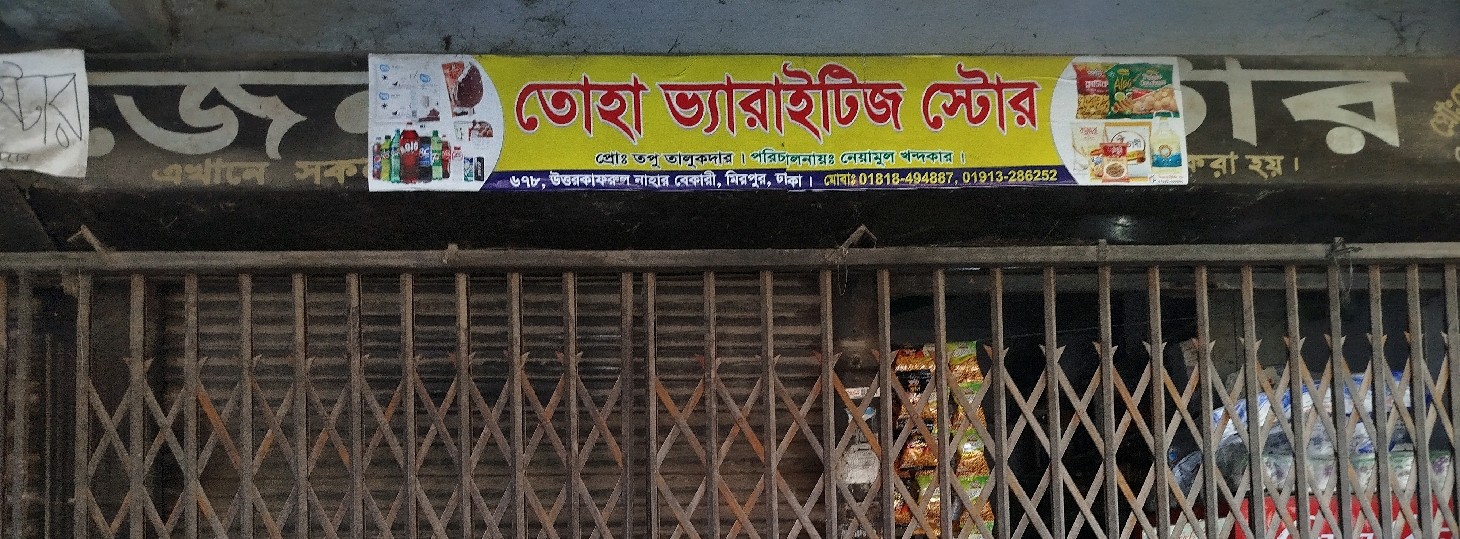 তোহা ভ্যারাইটিজ স্টোর
প্রোঃ তপু তালুকদার । পরিচালনায়ঃ নেয়ামুল খন্দকার ।
৬৭৮, উত্তরকাফরুল নাহার বেকারী, মিরপুর, ঢাকা । মোবাঃ 01818-494887, 01913-286252
এখানে সকল
করা হয় ।